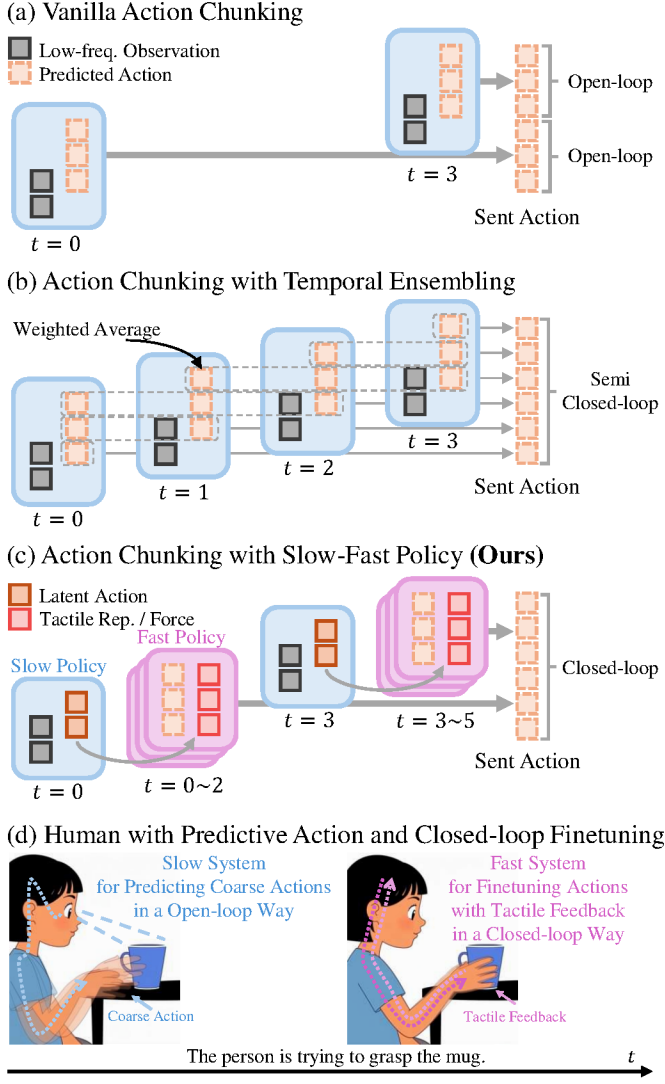 (a) Vanilla Action Chunking
Low-freq. Observation
Predicted Action
Open-loop
Open-loop
t = 3
Sent Action
t = 0
(b) Action Chunking with Temporal Ensembling
Weighted Average
Semi
Closed-loop
t = 3
t = 2
t = 1
Sent Action
t = 0
(c) Action Chunking with Slow-Fast Policy (Ours)
Latent Action
Tactile Rep. / Force
Fast Policy
Slow Policy
Closed-loop
t = 3
t = 3~5
Sent Action
t = 0
t = 0~2
(d) Human with Predictive Action and Closed-loop Finetuning
Slow System
for Predicting Coarse Actions
in a Open-loop Way
Coarse Action
Fast System
for Finetuning Actions
with Tactile Feedback
in a Closed-loop Way
Tactile Feedback
The person is trying to grasp the mug.
t